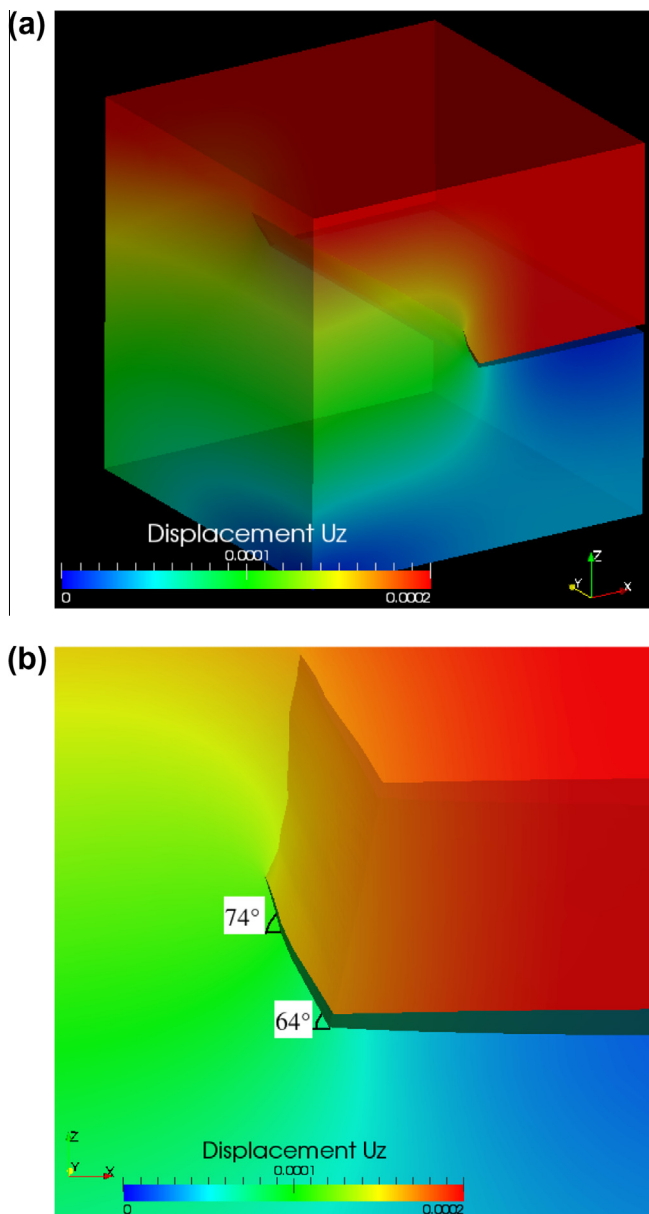 (a)
Displacement Uz
0.0001
0
0.0002
Z
Y
X
(b)
74°
64°
Z
Y
X
Displacement Uz
0.0001
0
0.0002